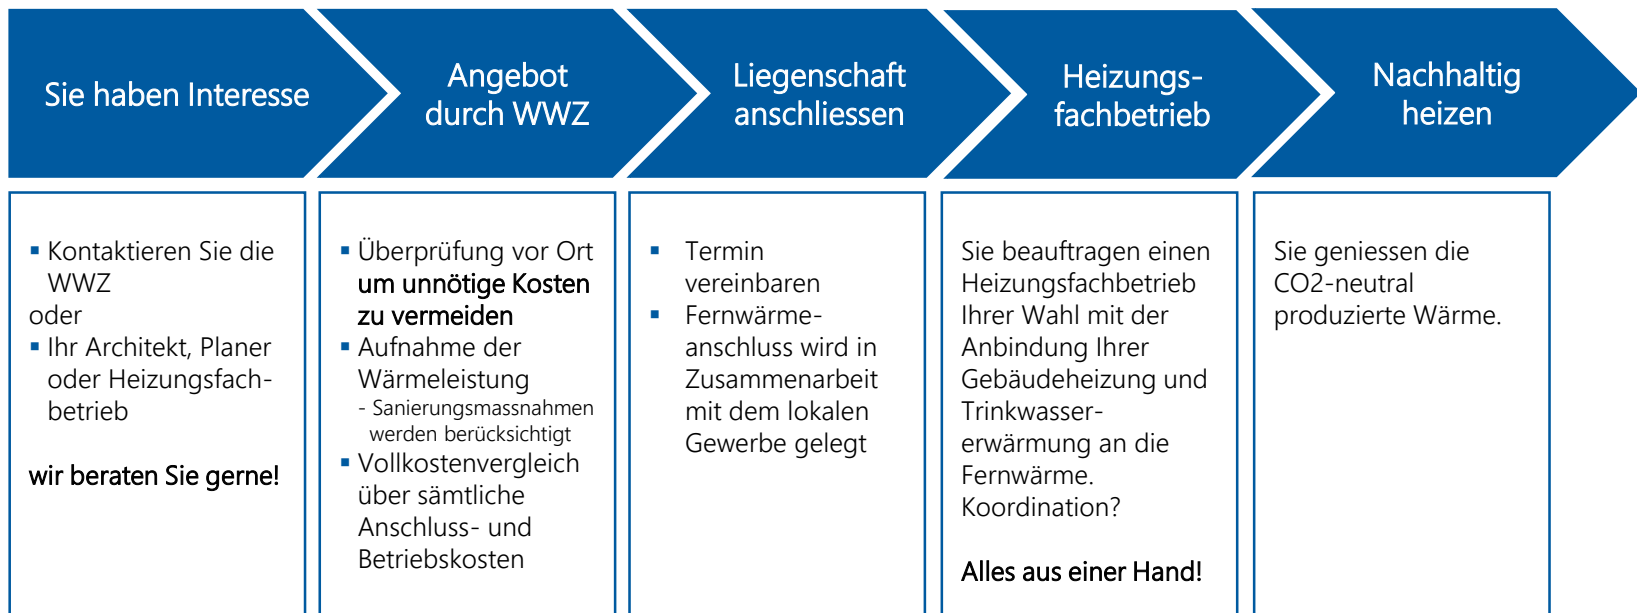 Sie haben Interesse
Angebot
durch WWZ
Liegenschaft
anschliessen
Heizungs-
fachbetrieb
Nachhaltig
heizen
▪ Kontaktieren Sie die
WWZ
oder
▪ Ihr Architekt, Planer
oder Heizungsfach-
betrieb
wir beraten Sie gerne!
▪ Überprüfung vor Ort
um unnötige Kosten
zu vermeiden
▪ Aufnahme der
Wärmeleistung
- Sanierungsmassnahmen
werden berücksichtigt
▪ Vollkostenvergleich
über sämtliche
Anschluss- und
Betriebskosten
▪ Termin
vereinbaren
▪ Fernwärme-
anschluss wird in
Zusammenarbeit
mit dem lokalen
Gewerbe gelegt
Sie beauftragen einen
Heizungsfachbetrieb
Ihrer Wahl mit der
Anbindung Ihrer
Gebäudeheizung und
Trinkwasser-
erwärmung an die
Fernwärme.
Koordination?
Alles aus einer Hand!
Sie geniessen die
CO2-neutral
produzierte Wärme.